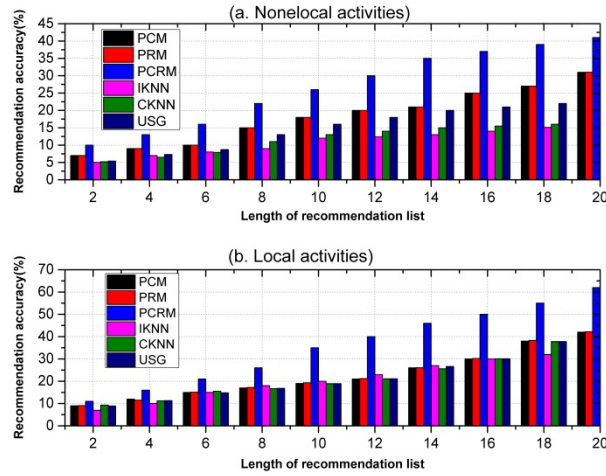 (a. Nonelocal activities)
Recommendation accuracy(%)
45
40
35
30
25
20
15
10
5
0
PCM
PRM
PCRM
IKNN
CKNN
USG
2 4 6 8 10 12 14 16 18 20
Length of recommendation list
(b. Local activities)
Recommendation accuracy(%)
70
60
50
40
30
20
10
0
PCM
PRM
PCRM
IKNN
CKNN
USG
2 4 6 8 10 12 14 16 18 20
Length of recommendation list